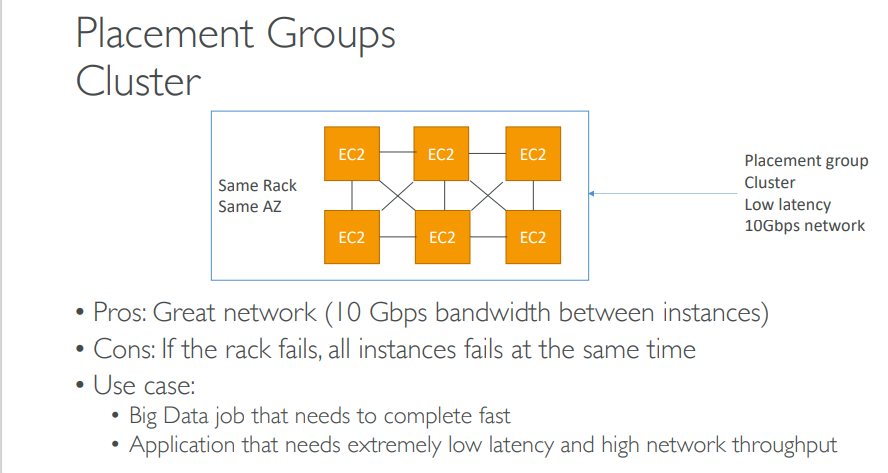 Placement Groups
Cluster
EC2 EC2 EC2
Same Rack
Same AZ
EC2 EC2 EC2
Placement group
Cluster
Low latency
10Gbps network
• Pros: Great network (10 Gbps bandwidth between instances)
• Cons: If the rack fails, all instances fails at the same time
• Use case:
• Big Data job that needs to complete fast
• Application that needs extremely low latency and high network throughput